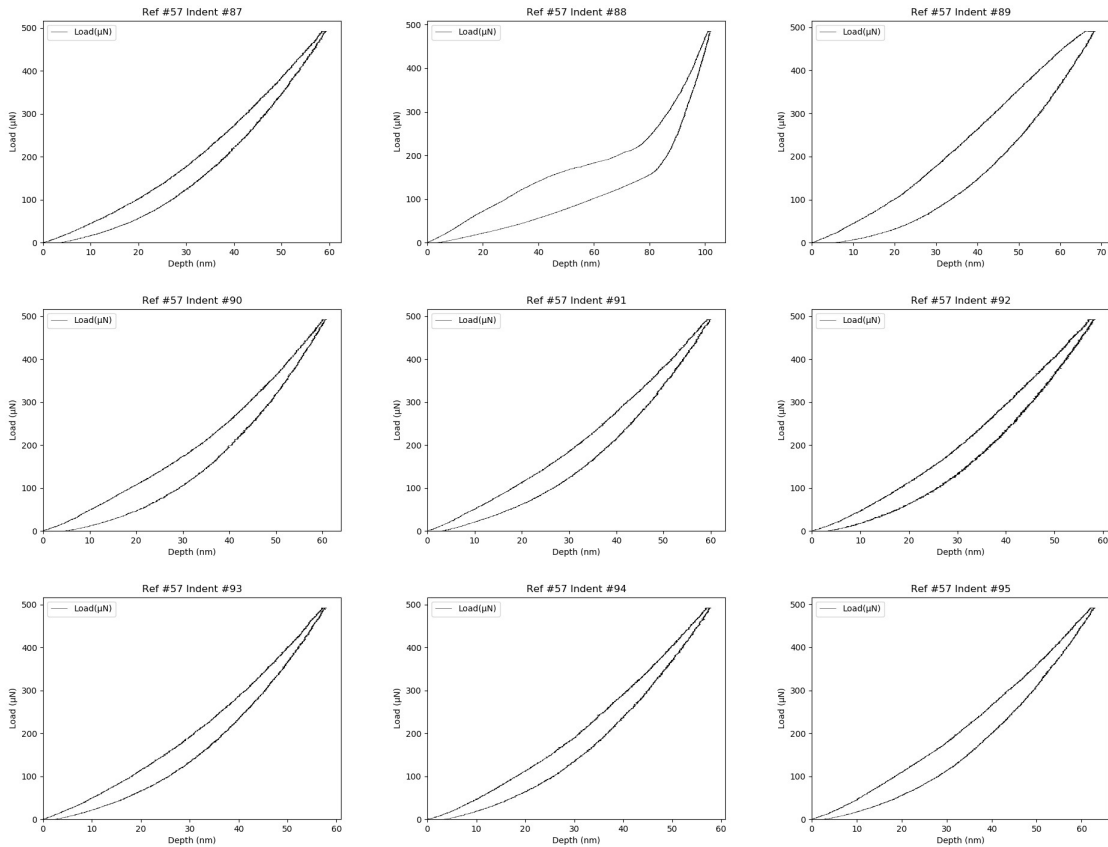 Ref #57 Indent #87
500
400
300
200
100
0
Load (μN)
Load(μN)
0 10 20 30 40 50 60
Depth (nm)
Ref #57 Indent #88
500
400
300
200
100
0
Load (μN)
Load(μN)
0 20 40 60 80 100
Depth (nm)
Ref #57 Indent #89
500
400
300
200
100
0
Load (μN)
Load(μN)
0 10 20 30 40 50 60 70
Depth (nm)
Ref #57 Indent #90
500
400
300
200
100
0
Load (μN)
Load(μN)
0 10 20 30 40 50 60
Depth (nm)
Ref #57 Indent #91
500
400
300
200
100
0
Load (μN)
Load(μN)
0 10 20 30 40 50 60
Depth (nm)
Ref #57 Indent #92
500
400
300
200
100
0
Load (μN)
Load(μN)
0 10 20 30 40 50 60
Depth (nm)
Ref #57 Indent #93
500
400
300
200
100
0
Load (μN)
Load(μN)
0 10 20 30 40 50 60
Depth (nm)
Ref #57 Indent #94
500
400
300
200
100
0
Load (μN)
Load(μN)
0 10 20 30 40 50 60
Depth (nm)
Ref #57 Indent #95
500
400
300
200
100
0
Load (μN)
Load(μN)
0 10 20 30 40 50 60
Depth (nm)